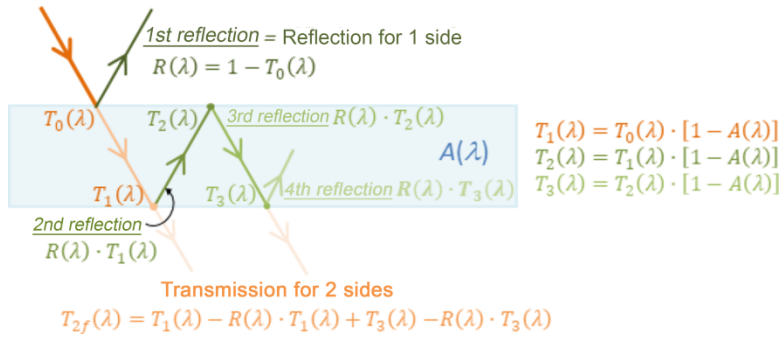 1st reflection = Reflection for 1 side
R(λ) = 1 − T₀(λ)
T₀(λ)
T₂(λ)
3rd reflection R(λ) · T₂(λ)
A(λ)
T₁(λ) = T₀(λ) · [1 − A(λ)]
T₂(λ) = T₁(λ) · [1 − A(λ)]
T₃(λ) = T₂(λ) · [1 − A(λ)]
T₁(λ)
T₃(λ)
4th reflection R(λ) · T₃(λ)
2nd reflection
R(λ) · T₁(λ)
Transmission for 2 sides
T₂f(λ) = T₁(λ) − R(λ) · T₁(λ) + T₃(λ) −R(λ) · T₃(λ)